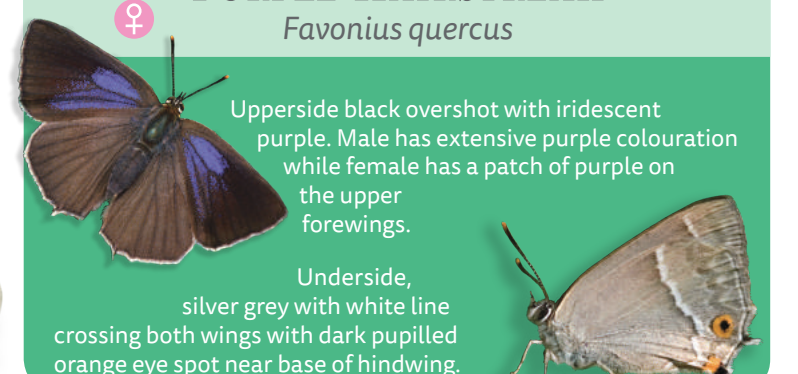 Favonius quercus
Upperside black overshot with iridescent
purple. Male has extensive purple colouration
while female has a patch of purple on
the upper
forewings.
Underside,
silver grey with white line
crossing both wings with dark pupilled
orange eye spot near base of hindwing.